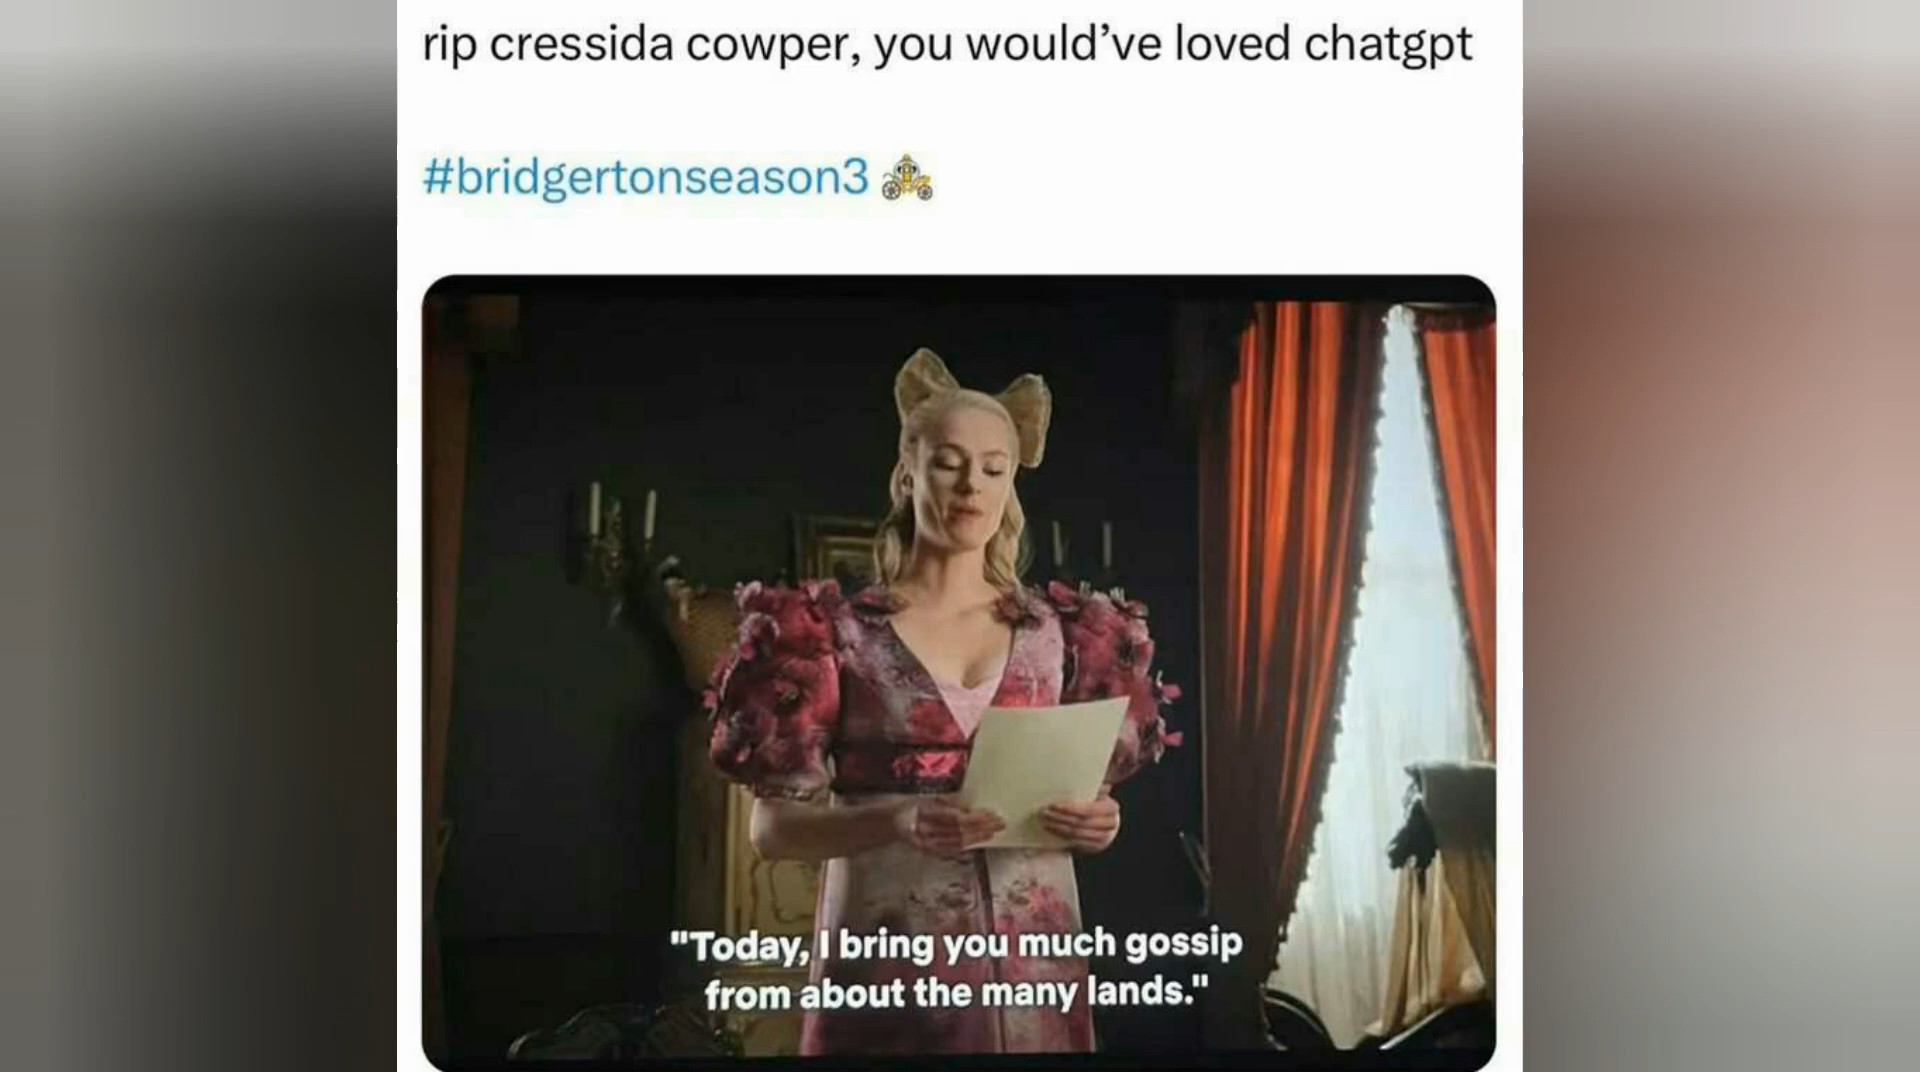 rip cressida cowper, you would’ve loved chatgpt
#bridgertonseason3
"Today, I bring you much gossip
from about the many lands."